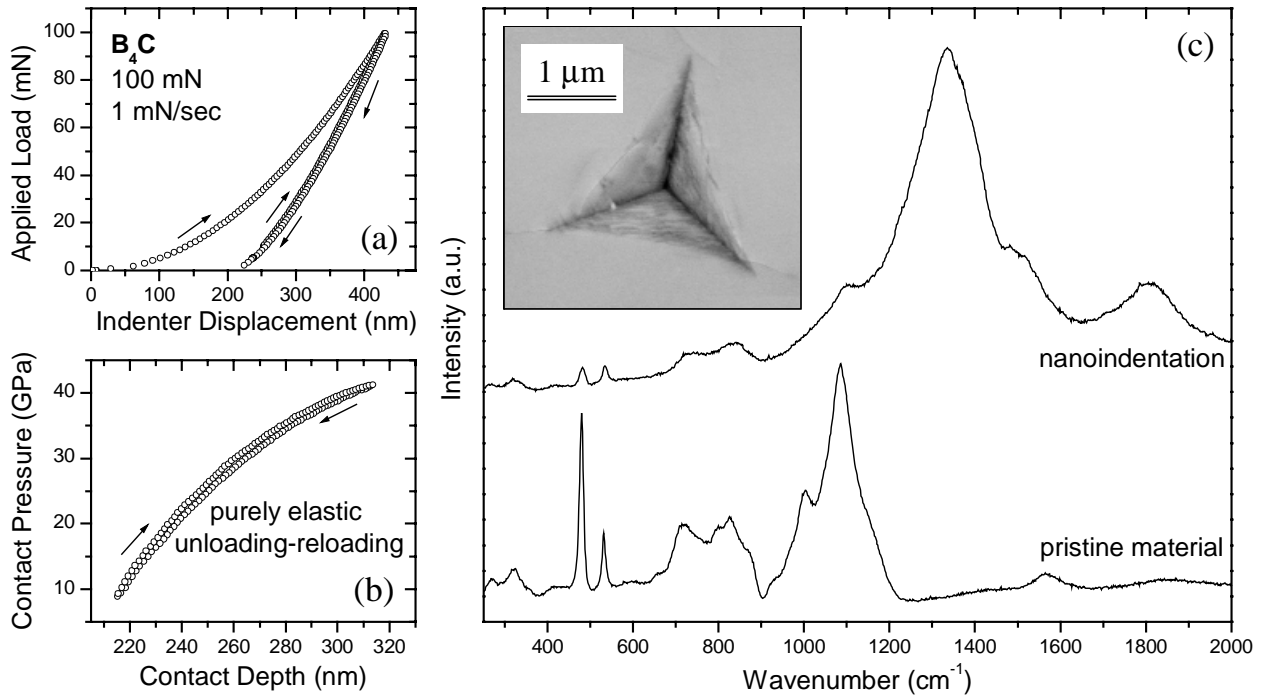 B₄C
100 mN
1 mN/sec
(a)
Applied Load (mN)
100
80
60
40
20
0
0 100 200 300 400
Indenter Displacement (nm)
Contact Pressure (GPa)
40
30
20
10
purely elastic
unloading-reloading
(b)
220 240 260 280 300 320
Contact Depth (nm)
(c)
1 μm
Intensity (a.u.)
nanoindentation
pristine material
400 600 800 1000 1200 1400 1600 1800 2000
Wavenumber (cm⁻¹)